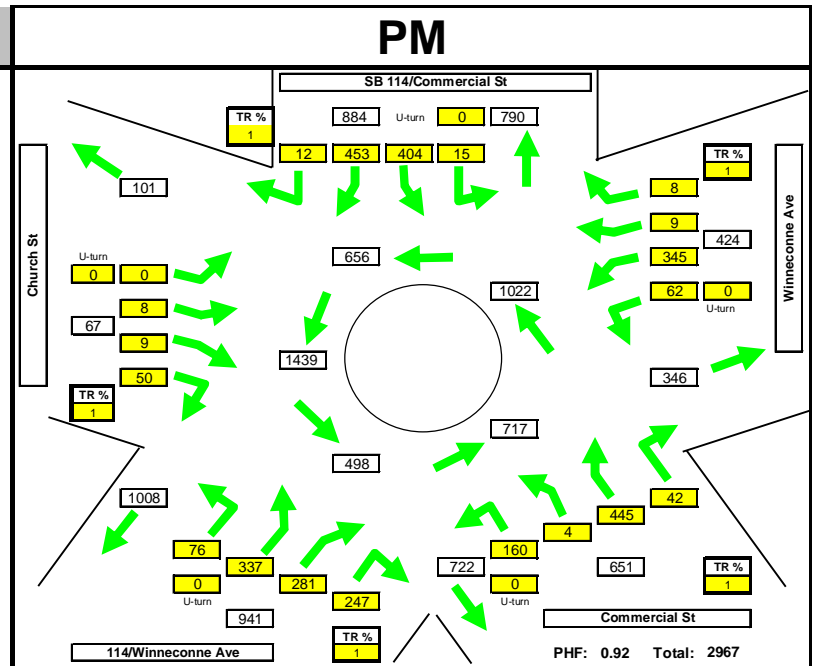 PM
SB 114/Commercial St
TR %
1
884 U-turn 0 790
12 453 404 15
TR %
1
8
9
424
345
62 0
U-turn
Winneconne Ave
101
Church St
U-turn
0 0
8
67
9
50
TR %
1
656
1022
1439
346
717
498
1008
76
337
0
U-turn
281
247
941
114/Winneconne Ave
TR %
1
42
445
4
160
722
0
U-turn
651
TR %
1
Commercial St
PHF: 0.92 Total: 2967